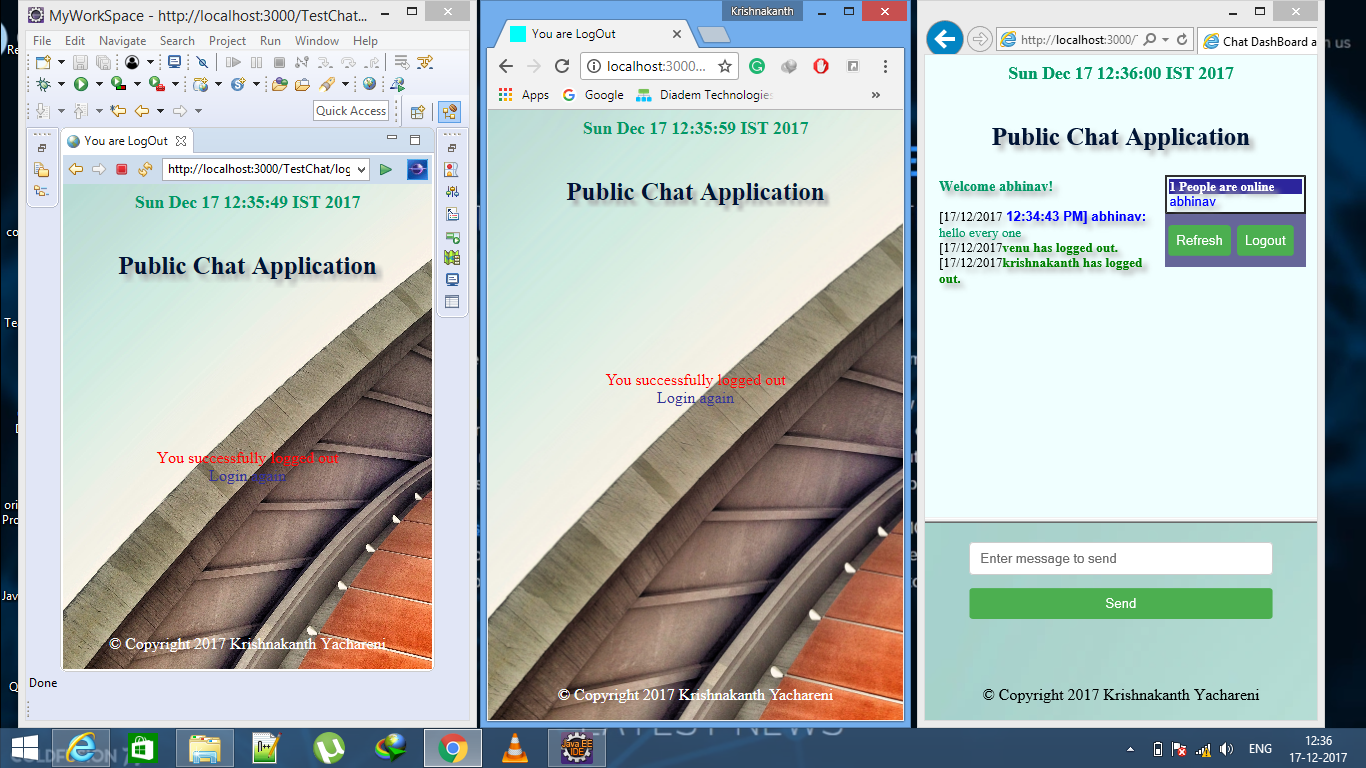 MyWorkSpace - http://localhost:3000/TestChat...
File Edit Navigate Search Project Run Window Help
Quick Access
You are LogOut
http://localhost:3000/TestChat/log
Sun Dec 17 12:35:49 IST 2017
Public Chat Application
You successfully logged out
Login again
© Copyright 2017 Krishnakanth Yachareni
Done
Krishnakanth
You are LogOut
localhost:3000...
Apps Google Diadem Technologies
Sun Dec 17 12:35:59 IST 2017
Public Chat Application
You successfully logged out
Login again
© Copyright 2017 Krishnakanth Yachareni
http://localhost:3000/
Chat DashBoard a
Sun Dec 17 12:36:00 IST 2017
Public Chat Application
Welcome abhinav!
[17/12/2017 12:34:43 PM] abhinav:
hello every one
[17/12/2017venu has logged out.
[17/12/2017krishnakanth has logged
out.
1 People are online
abhinav
Refresh Logout
Enter message to send
Send
© Copyright 2017 Krishnakanth Yachareni
LATEST NEWS
Java EE
IDE
ENG
12:36
17-12-2017